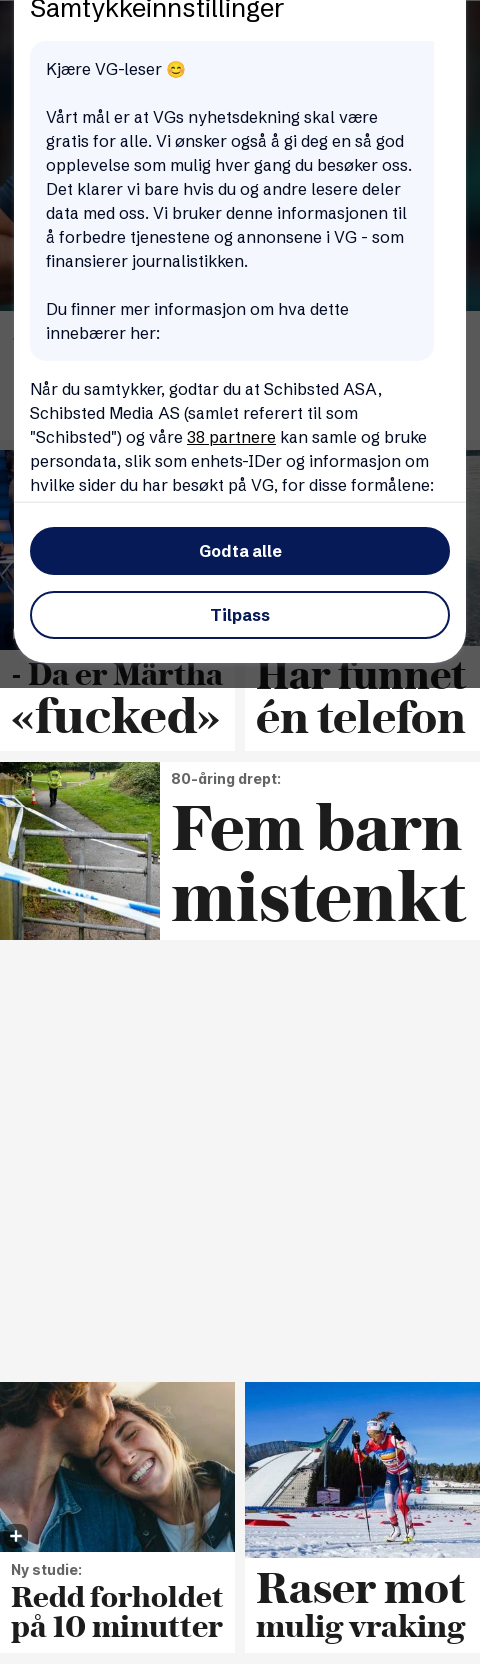 Samtykkeinnstillinger
Kjære VG-leser 😊
Vårt mål er at VGs nyhetsdekning skal være
gratis for alle. Vi ønsker også å gi deg en så god
opplevelse som mulig hver gang du besøker oss.
Det klarer vi bare hvis du og andre lesere deler
data med oss. Vi bruker denne informasjonen til
å forbedre tjenestene og annonsene i VG - som
finansierer journalistikken.
Du finner mer informasjon om hva dette
innebærer her:
Når du samtykker, godtar du at Schibsted ASA,
Schibsted Media AS (samlet referert til som
"Schibsted") og våre 38 partnere kan samle og bruke
persondata, slik som enhets-IDer og informasjon om
hvilke sider du har besøkt på VG, for disse formålene:
Godta alle
Tilpass
- Da er Märtha
«fucked»
Har funnet
én telefon
80-åring drept:
Fem barn
mistenkt
Ny studie:
Redd forholdet
på 10 minutter
Raser mot
mulig vraking